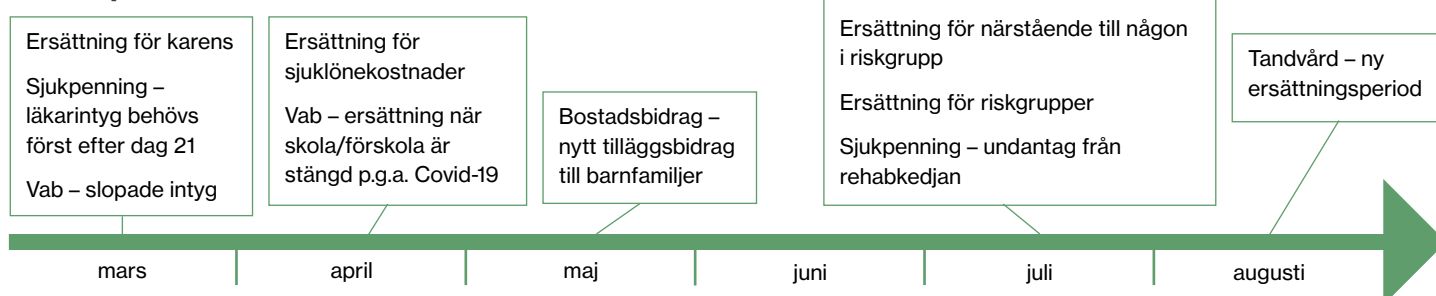 Ersättning för karens
Sjukpenning –
läkarintyg behövs
först efter dag 21
Vab – slopade intyg
Ersättning för
sjuklönekostnader
Vab – ersättning när
skola/förskola är
stängd p.g.a. Covid-19
Bostadsbidrag –
nytt tilläggsbidrag
till barnfamiljer
Ersättning för närstående till någon
i riskgrupp
Ersättning för riskgrupper
Sjukpenning – undantag från
rehabkedjan
Tandvård – ny
ersättningsperiod
mars
april
maj
juni
juli
augusti